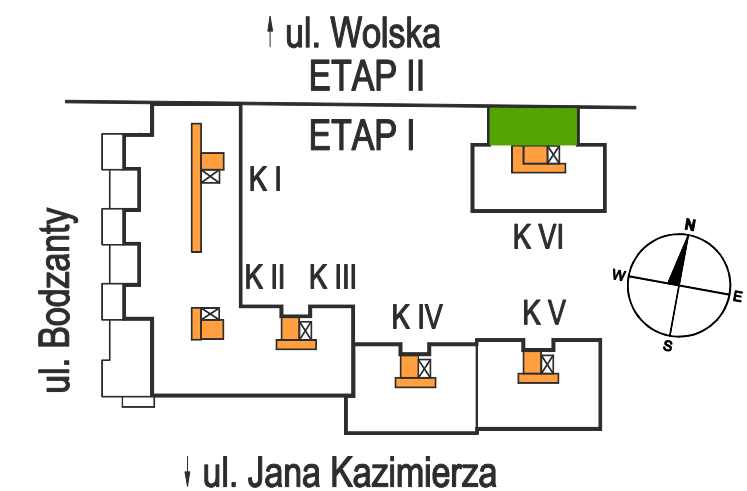 ul. Wolska
ETAP II
ETAP I
K I
K VI
ul. Bodzanty
N
W
E
S
K II
K III
K IV
K V
ul. Jana Kazimierza